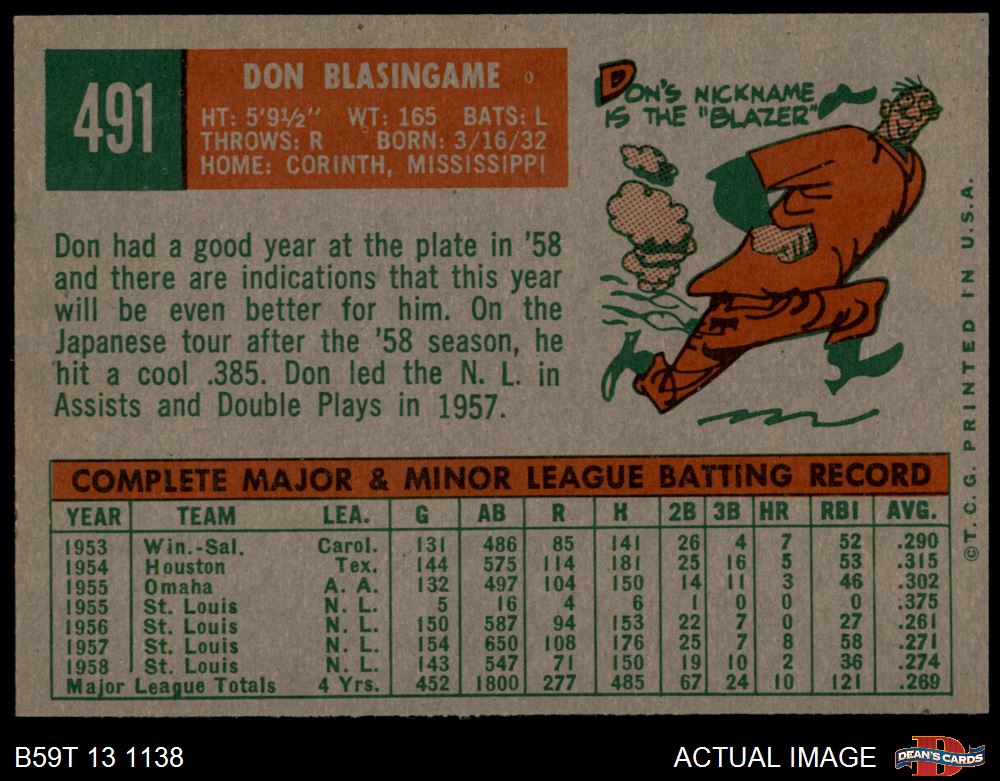 491
DON BLASINGAME
HT: 5'9½" WT: 165 BATS: L
THROWS: R BORN: 3/16/32
HOME: CORINTH, MISSISSIPPI
DON'S NICKNAME
IS THE "BLAZER"
Don had a good year at the plate in '58
and there are indications that this year
will be even better for him. On the
Japanese tour after the '58 season, he
hit a cool .385. Don led the N. L. in
Assists and Double Plays in 1957.
COMPLETE MAJOR & MINOR LEAGUE BATTING RECORD
YEAR TEAM LEA. G AB R H 2B 3B HR RBI AVG.
1953 Win.-Sal. Carol. 131 486 85 141 26 4 7 52 .290
1954 Houston Tex. 144 575 114 181 25 16 5 53 .315
1955 Omaha A. A. 132 497 104 150 14 11 3 46 .302
1955 St. Louis N. L. 5 16 4 6 1 0 0 0 .375
1956 St. Louis N. L. 150 587 94 153 22 7 0 27 .261
1957 St. Louis N. L. 154 650 108 176 25 7 8 58 .271
1958 St. Louis N. L. 143 547 71 150 19 10 2 36 .274
Major League Totals 4 Yrs. 452 1800 277 485 67 24 10 121 .269
© T. C. G. PRINTED IN U.S.A.
B59T 13 1138
ACTUAL IMAGE
D
DEAN'S CARDS